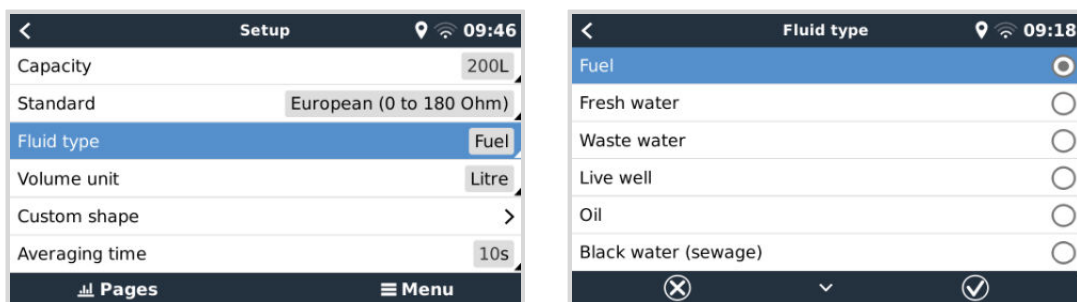 Setup 09:46
Capacity 200L
Standard European (0 to 180 Ohm)
Fluid type Fuel
Volume unit Litre
Custom shape
Averaging time 10s
Pages Menu
Fluid type 09:18
Fuel
Fresh water
Waste water
Live well
Oil
Black water (sewage)